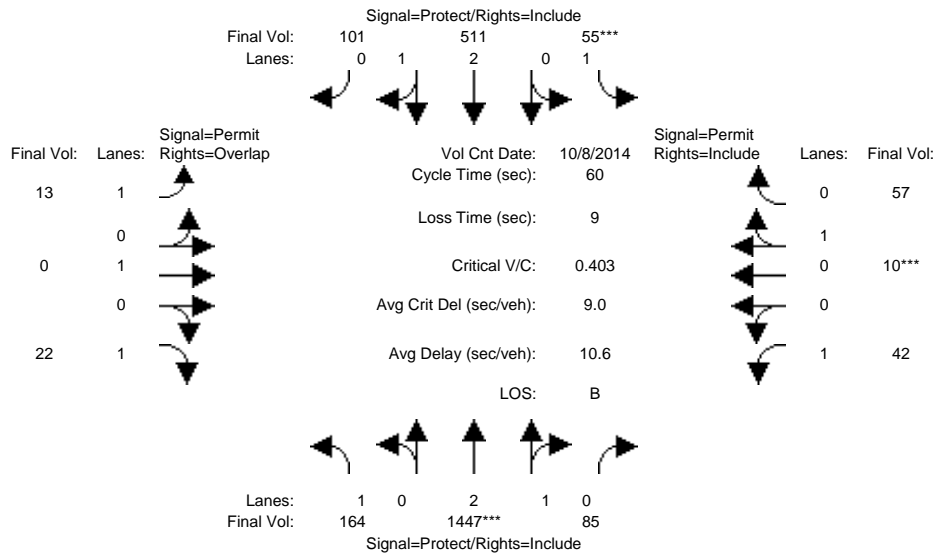 Signal=Protect/Rights=Include
Final Vol: 101 511 55***
Lanes: 0 1 2 0 1
Signal=Permit Signal=Permit
Final Vol: Lanes: Rights=Overlap Vol Cnt Date: 10/8/2014 Rights=Include Lanes: Final Vol:
Cycle Time (sec): 60
13 1 0 57
Loss Time (sec): 9
0 1
0 1 Critical V/C: 0.403 0 10***
0 Avg Crit Del (sec/veh): 9.0 0
22 1 Avg Delay (sec/veh): 10.6 1 42
LOS: B
Lanes: 1 0 2 1 0
Final Vol: 164 1447*** 85
Signal=Protect/Rights=Include